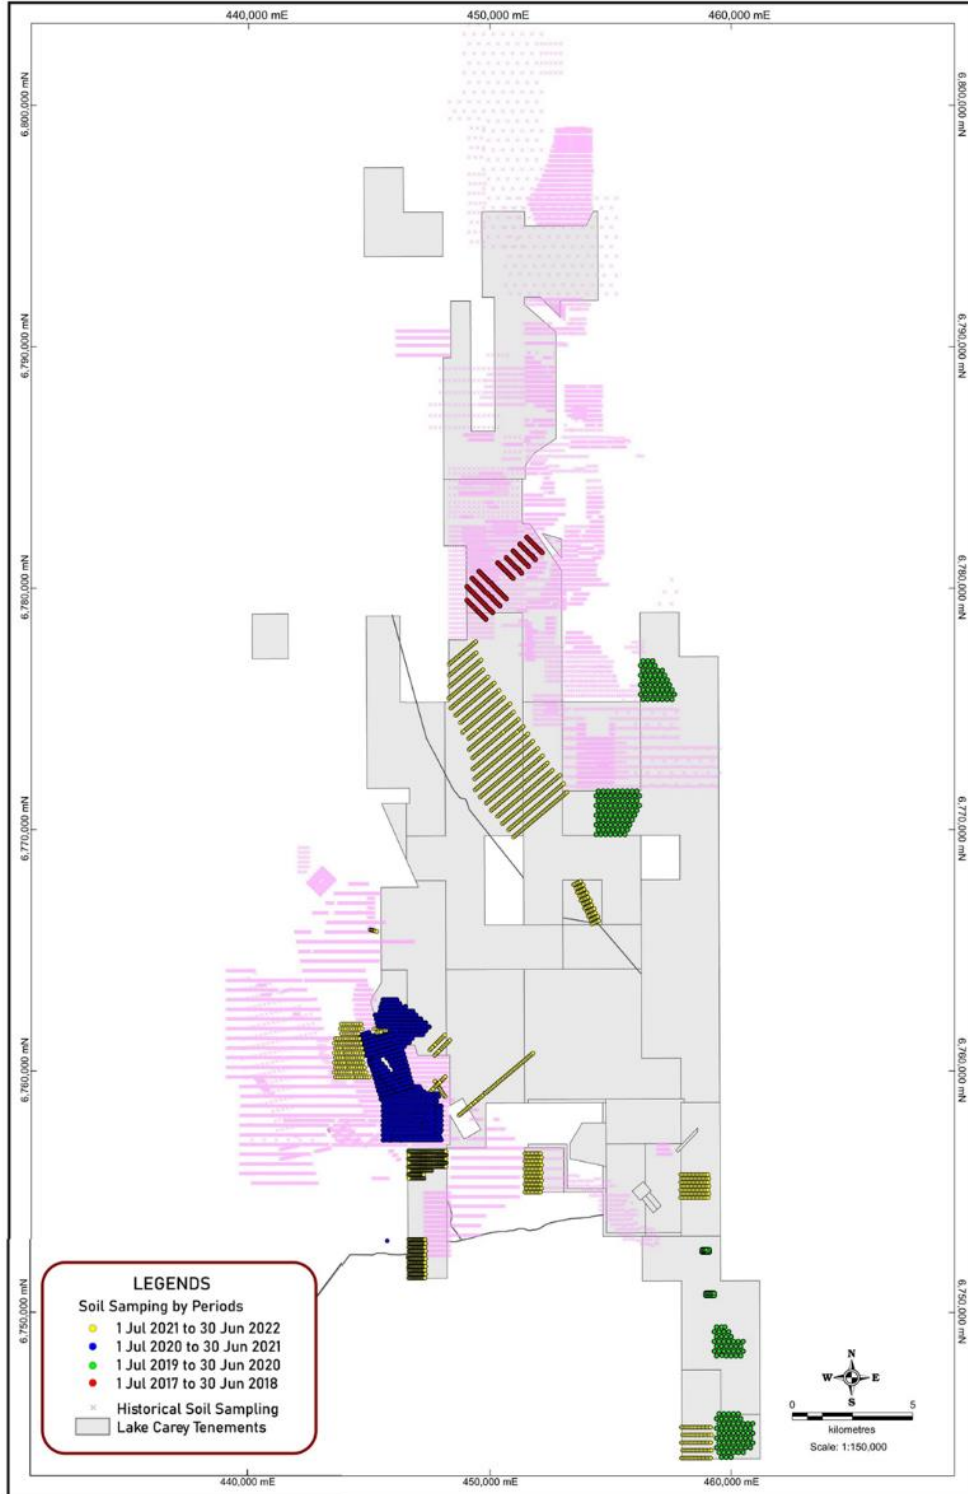 440,000 mE 450,000 mE 460,000 mE
6,800,000 mN 6,800,000 mN
6,790,000 mN 6,790,000 mN
6,780,000 mN 6,780,000 mN
6,770,000 mN 6,770,000 mN
6,760,000 mN 6,760,000 mN
6,750,000 mN 6,750,000 mN
LEGENDS
Soil Samping by Periods
1 Jul 2021 to 30 Jun 2022
1 Jul 2020 to 30 Jun 2021
1 Jul 2019 to 30 Jun 2020
1 Jul 2017 to 30 Jun 2018
Historical Soil Sampling
Lake Carey Tenements
N
W E
S
0 5
kilometres
Scale: 1:150,000
440,000 mE 450,000 mE 460,000 mE